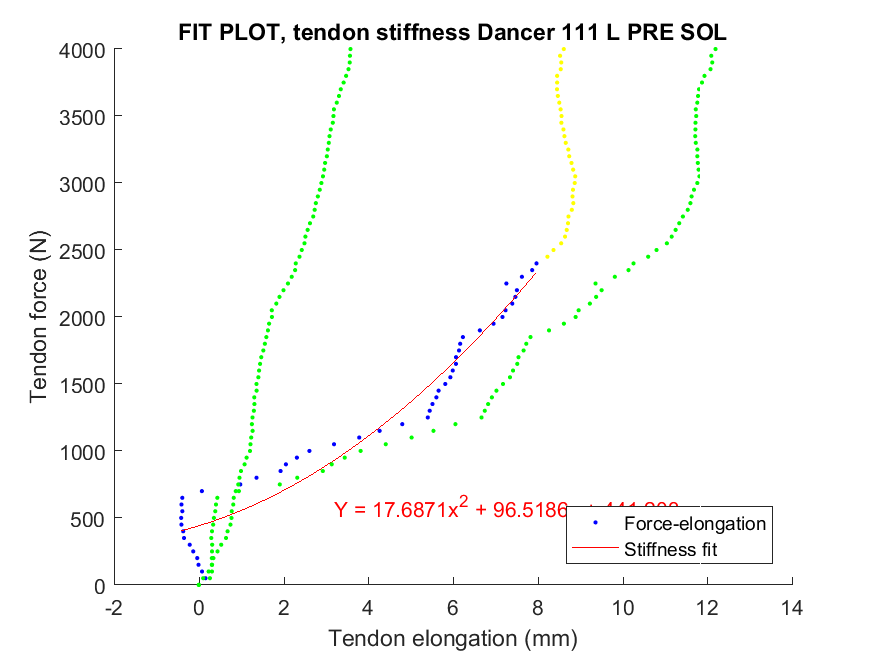 FIT PLOT, tendon stiffness Dancer 111 L PRE SOL
4000
3500
3000
2500
2000
1500
1000
500
0
Tendon force (N)
Y = 17.6871x² + 96.5186
Force-elongation
Stiffness fit
-2 0 2 4 6 8 10 12 14
Tendon elongation (mm)